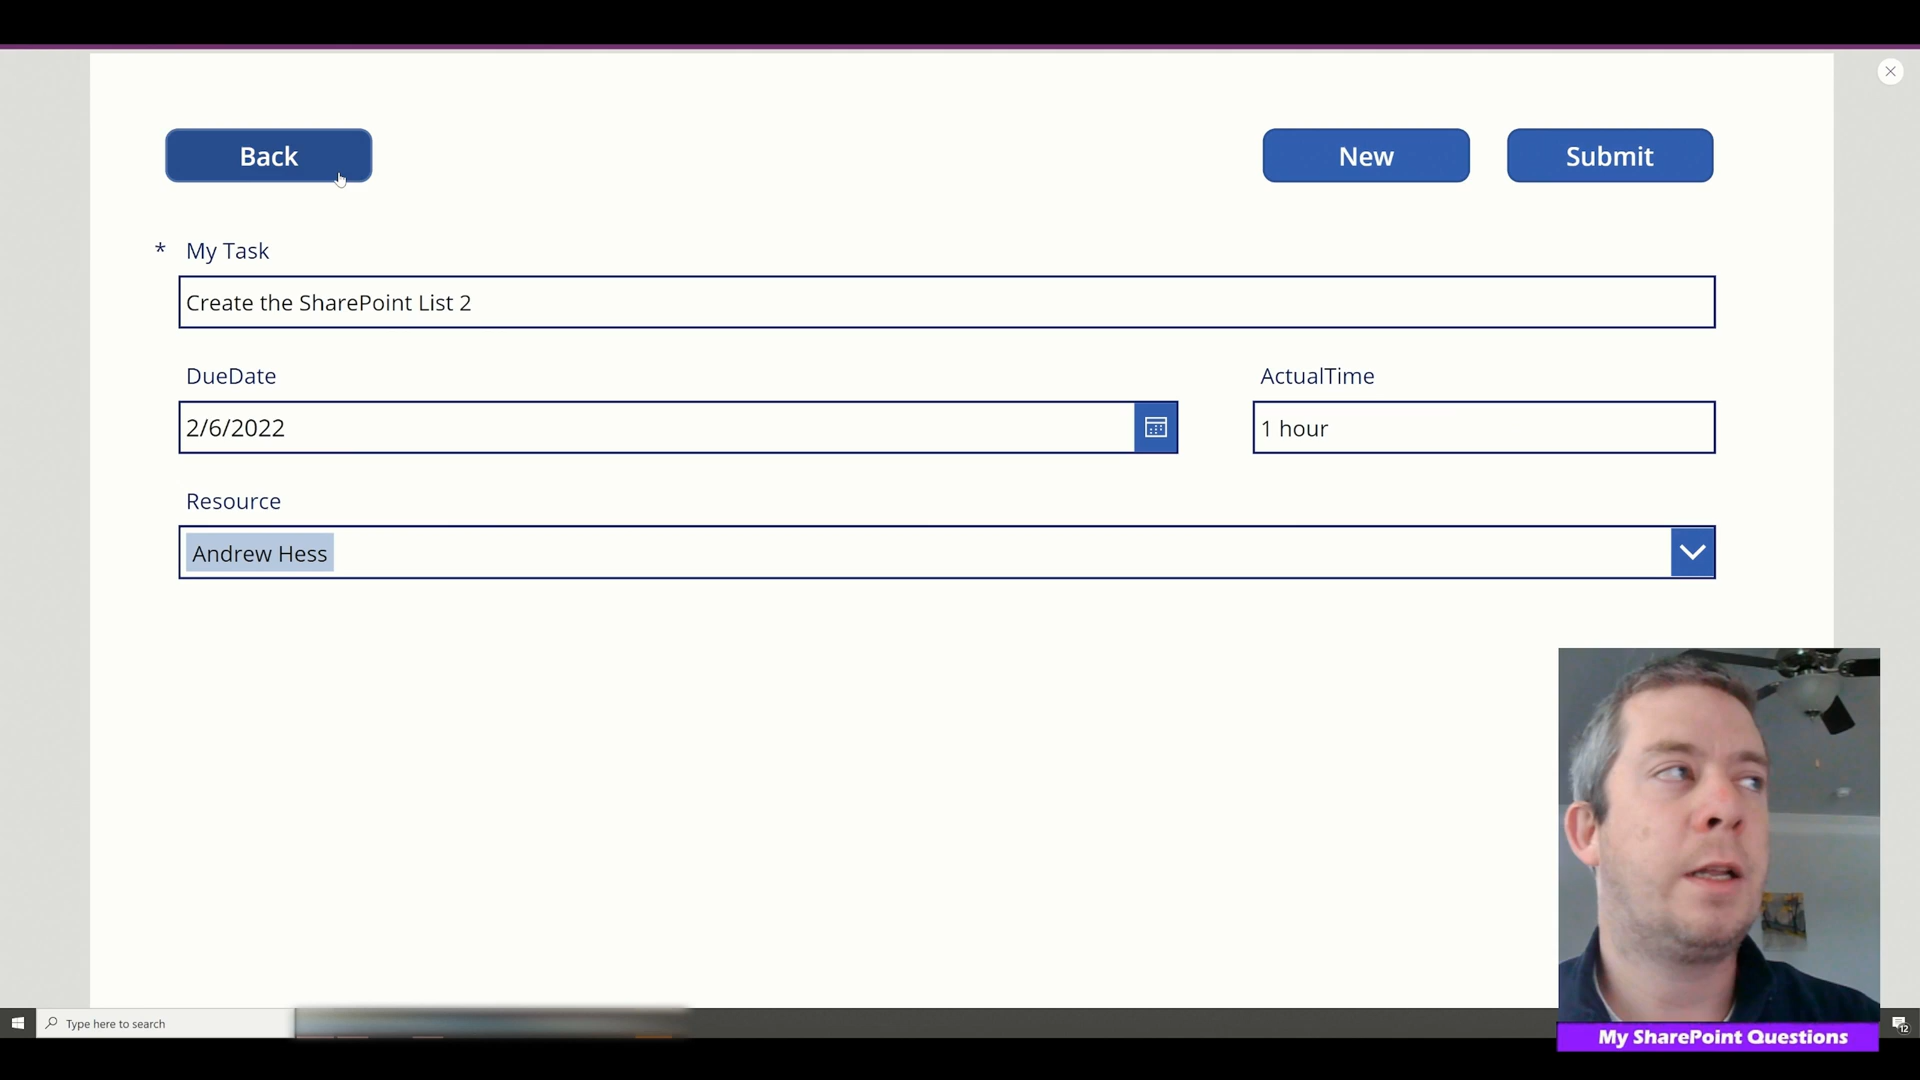 Back
New
Submit
* My Task
Create the SharePoint List 2
DueDate
ActualTime
2/6/2022
1 hour
Resource
Andrew Hess
Type here to search
12
My SharePoint Questions